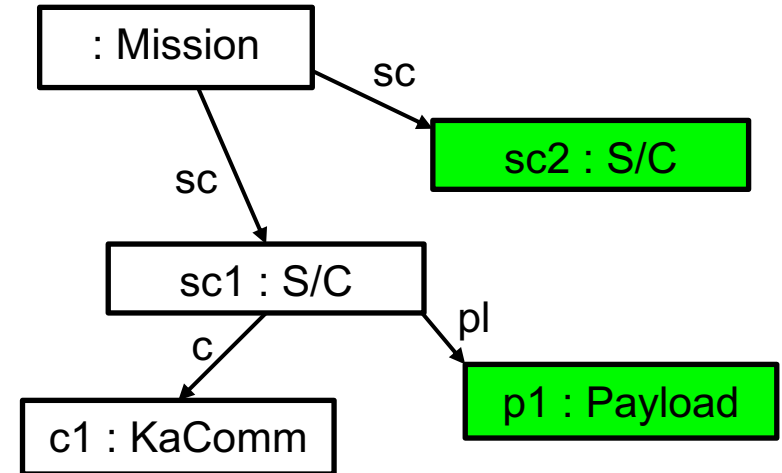 : Mission
sc
sc2 : S/C
sc
sc1 : S/C
pl
c
p1 : Payload
c1 : KaComm